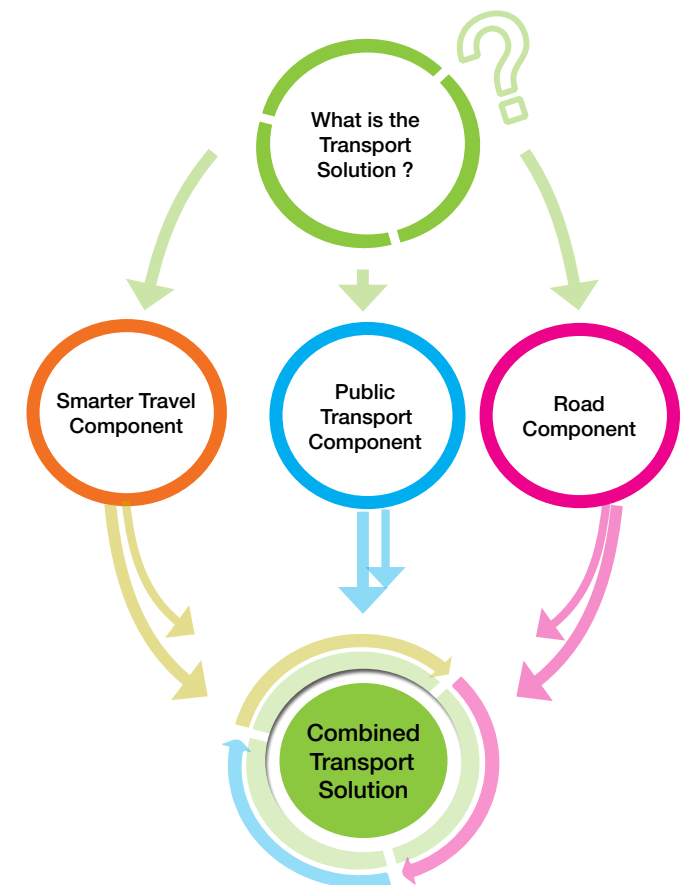 ?
What is the
Transport
Solution ?
Smarter Travel
Component
Public
Transport
Component
Road
Component
Combined
Transport
Solution